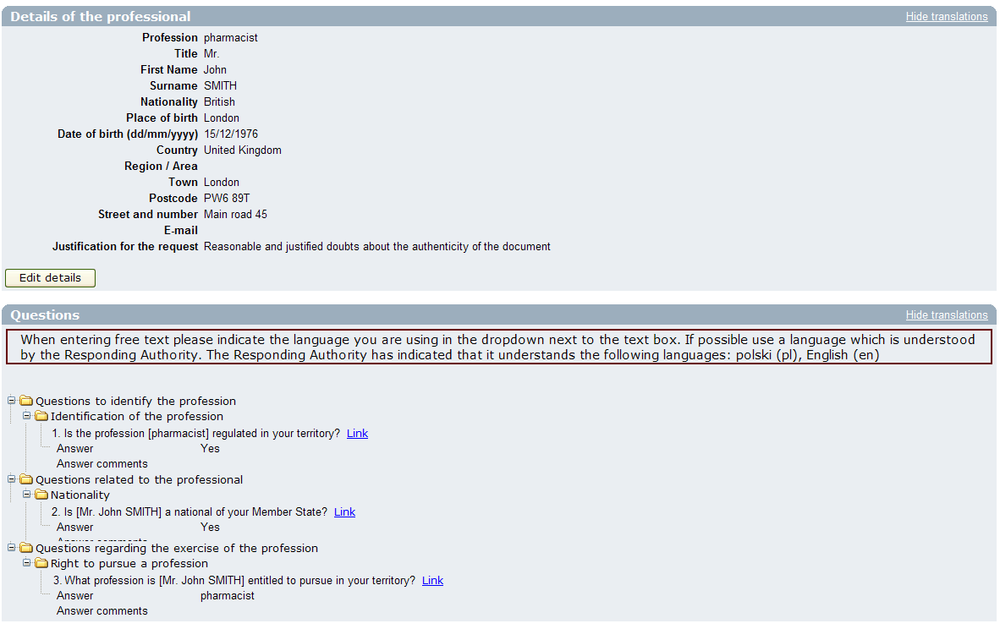 Details of the professional Hide translations
Profession pharmacist
Title Mr.
First Name John
Surname SMITH
Nationality British
Place of birth London
Date of birth (dd/mm/yyyy) 15/12/1976
Country United Kingdom
Region / Area
Town London
Postcode PW6 89T
Street and number Main road 45
E-mail
Justification for the request Reasonable and justified doubts about the authenticity of the document
Edit details
Questions Hide translations
When entering free text please indicate the language you are using in the dropdown next to the text box. If possible use a language which is understood
by the Responding Authority. The Responding Authority has indicated that it understands the following languages: polski (pl), English (en)
Questions to identify the profession
Identification of the profession
1. Is the profession [pharmacist] regulated in your territory? Link
Answer Yes
Answer comments
Questions related to the professional
Nationality
2. Is [Mr. John SMITH] a national of your Member State? Link
Answer Yes
Answer comments
Questions regarding the exercise of the profession
Right to pursue a profession
3. What profession is [Mr. John SMITH] entitled to pursue in your territory? Link
Answer pharmacist
Answer comments